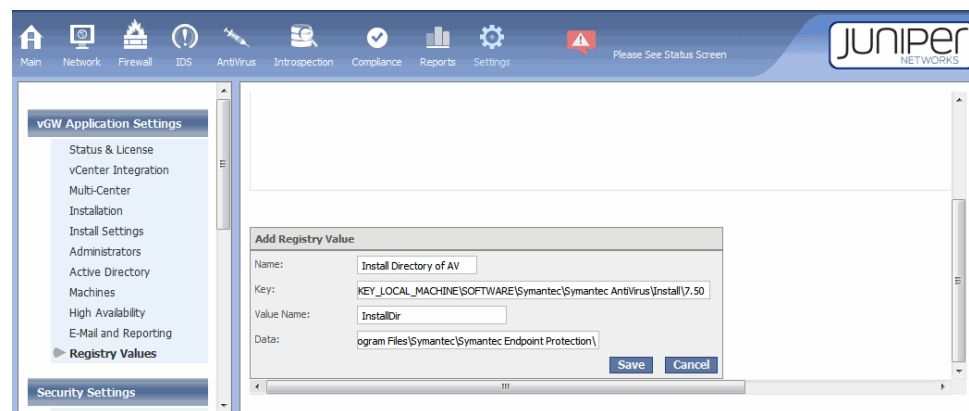 Main Network Firewall IDS AntiVirus Introspection Compliance Reports Settings
Please See Status Screen
JUNIPER
NETWORKS
vGW Application Settings
Status & License
vCenter Integration
Multi-Center
Installation
Install Settings
Administrators
Active Directory
Machines
High Availability
E-Mail and Reporting
Registry Values
Security Settings
Add Registry Value
Name: Install Directory of AV
Key: KEY_LOCAL_MACHINE\SOFTWARE\Symantec\Symantec AntiVirus\Install\7.50
Value Name: InstallDir
Data: ogram Files\Symantec\Symantec Endpoint Protection\
Save Cancel